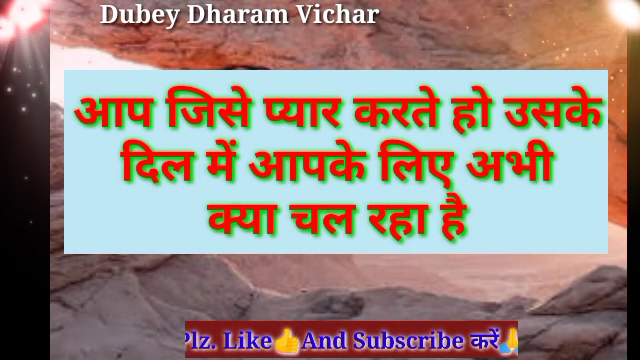 Dubey Dharam Vichar
आप जिसे प्यार करते हो उसके
दिल में आपके लिए अभी
क्या चल रहा है
Plz. Like👍And Subscribe करें🙏